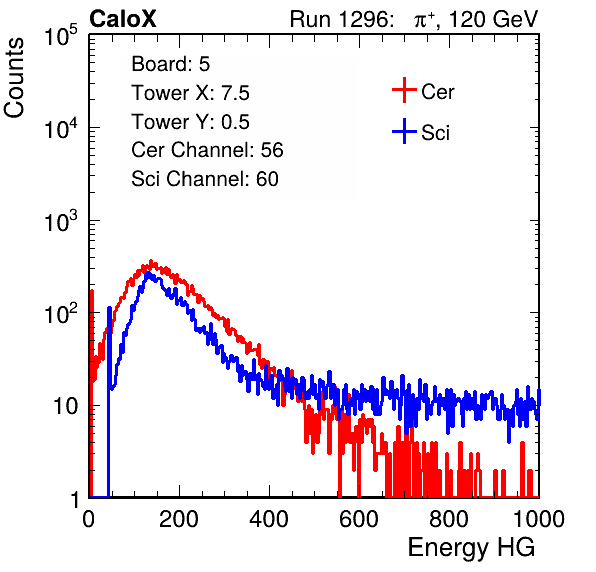 CaloX Run 1296: π⁺, 120 GeV
Board: 5
Tower X: 7.5
Tower Y: 0.5
Cer Channel: 56
Sci Channel: 60
Cer
Sci
Counts
10⁵
10⁴
10³
10²
10
1
0 200 400 600 800 1000
Energy HG